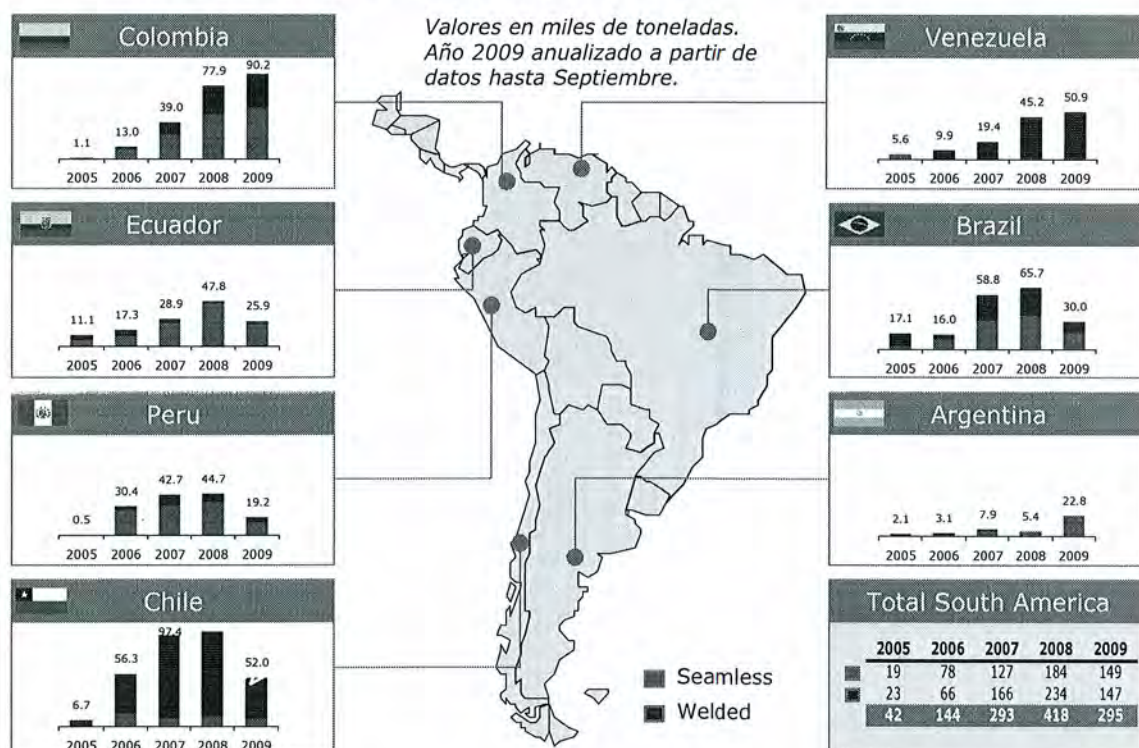 Valores en miles de toneladas.
Año 2009 anualizado a partir de
datos hasta Septiembre.
Colombia
1.1 13.0 39.0 77.9 90.2
2005 2006 2007 2008 2009
Ecuador
11.1 17.3 28.9 47.8 25.9
2005 2006 2007 2008 2009
Peru
0.5 30.4 42.7 44.7 19.2
2005 2006 2007 2008 2009
Chile
6.7 56.3 97.4 52.0
2005 2006 2007 2008 2009
Venezuela
5.6 9.9 19.4 45.2 50.9
2005 2006 2007 2008 2009
Brazil
17.1 16.0 58.8 65.7 30.0
2005 2006 2007 2008 2009
Argentina
2.1 3.1 7.9 5.4 22.8
2005 2006 2007 2008 2009
Seamless
Welded
Total South America
2005 2006 2007 2008 2009
19 78 127 184 149
23 66 166 234 147
42 144 293 418 295